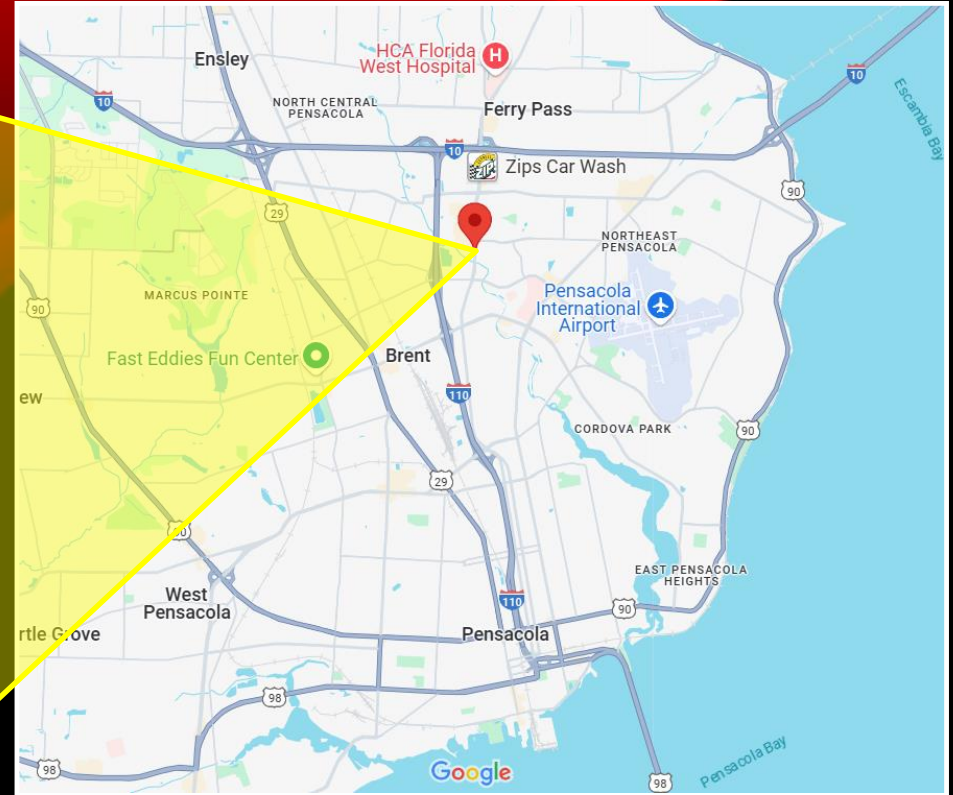 Ensley
HCA Florida
West Hospital
H
10
10
Escambia Bay
NORTH CENTRAL
PENSACOLA
Ferry Pass
10
ZIP
Zips Car Wash
90
29
NORTHEAST
PENSACOLA
MARCUS POINTE
Pensacola
International
Airport
90
Fast Eddies Fun Center
Brent
ew
110
CORDOVA PARK
90
29
90
EAST PENSACOLA
HEIGHTS
West
Pensacola
110
90
rtle Grove
Pensacola
98
98
Google
Pensacola Bay
98